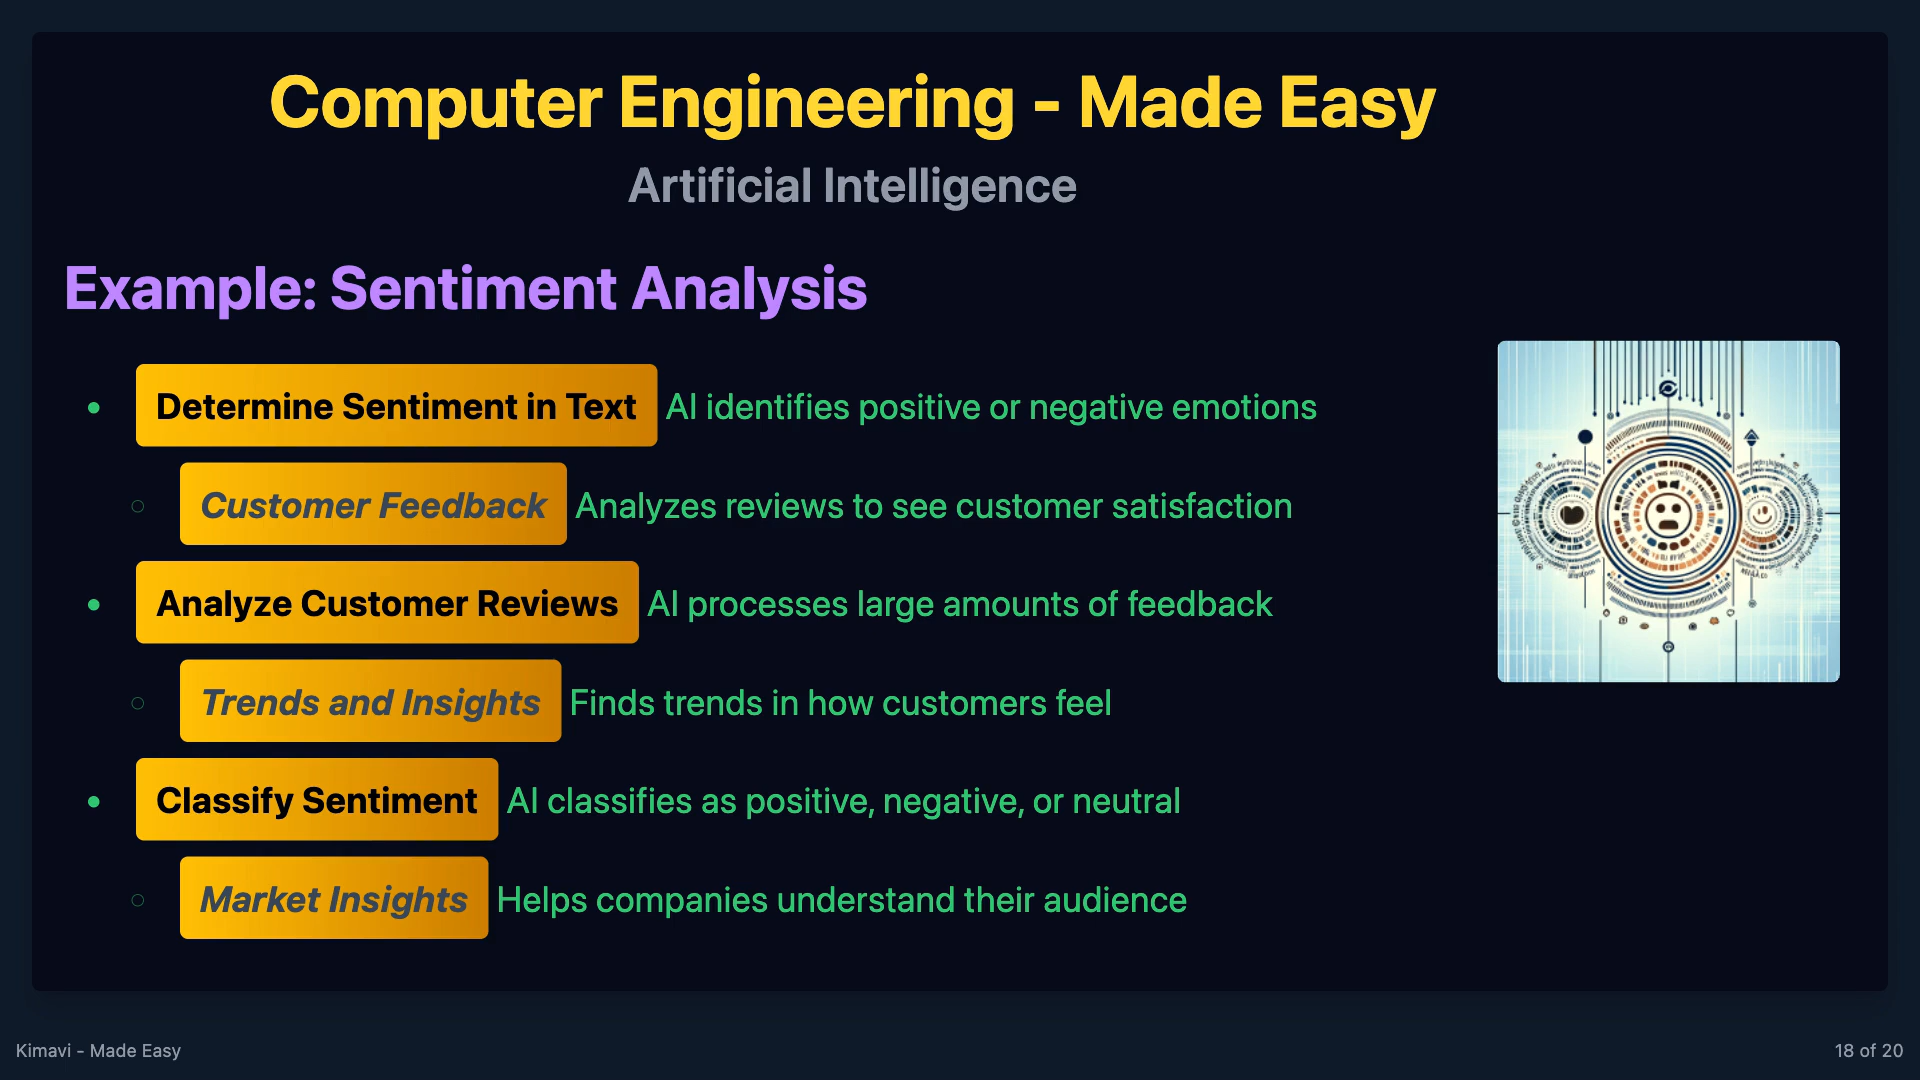 Computer Engineering - Made Easy
Artificial Intelligence
Example: Sentiment Analysis
Determine Sentiment in Text AI identifies positive or negative emotions
Customer Feedback Analyzes reviews to see customer satisfaction
Analyze Customer Reviews AI processes large amounts of feedback
Trends and Insights Finds trends in how customers feel
Classify Sentiment AI classifies as positive, negative, or neutral
Market Insights Helps companies understand their audience
Kimavi - Made Easy
18 of 20